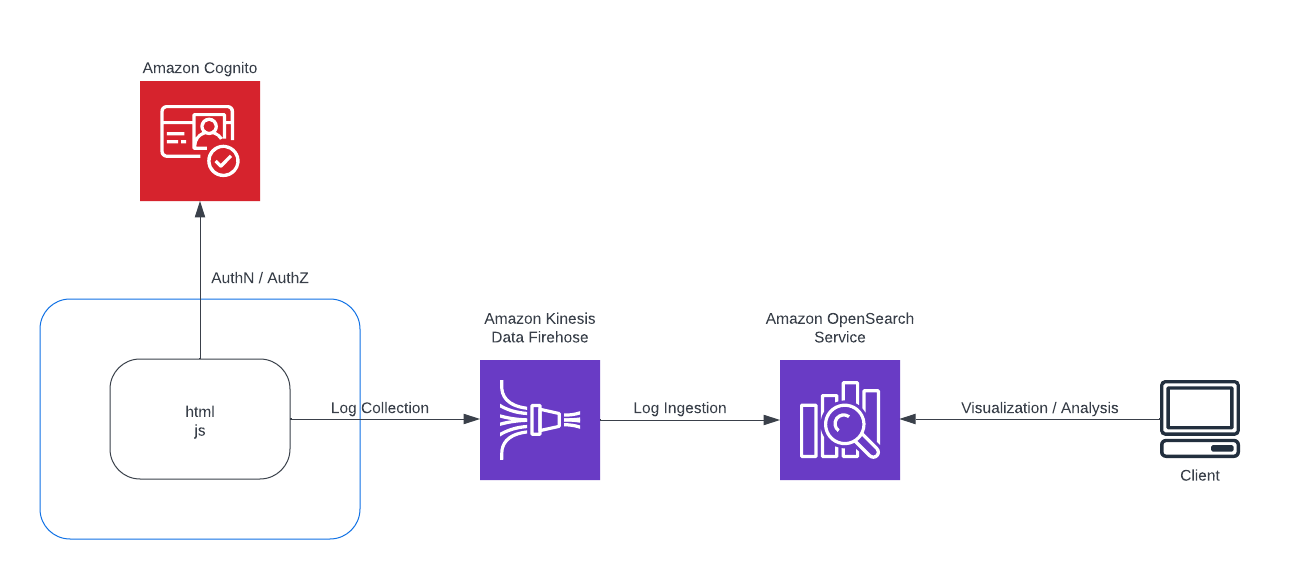 Amazon Cognito
AuthN / AuthZ
html
js
Log Collection
Amazon Kinesis
Data Firehose
Log Ingestion
Amazon OpenSearch
Service
Visualization / Analysis
Client